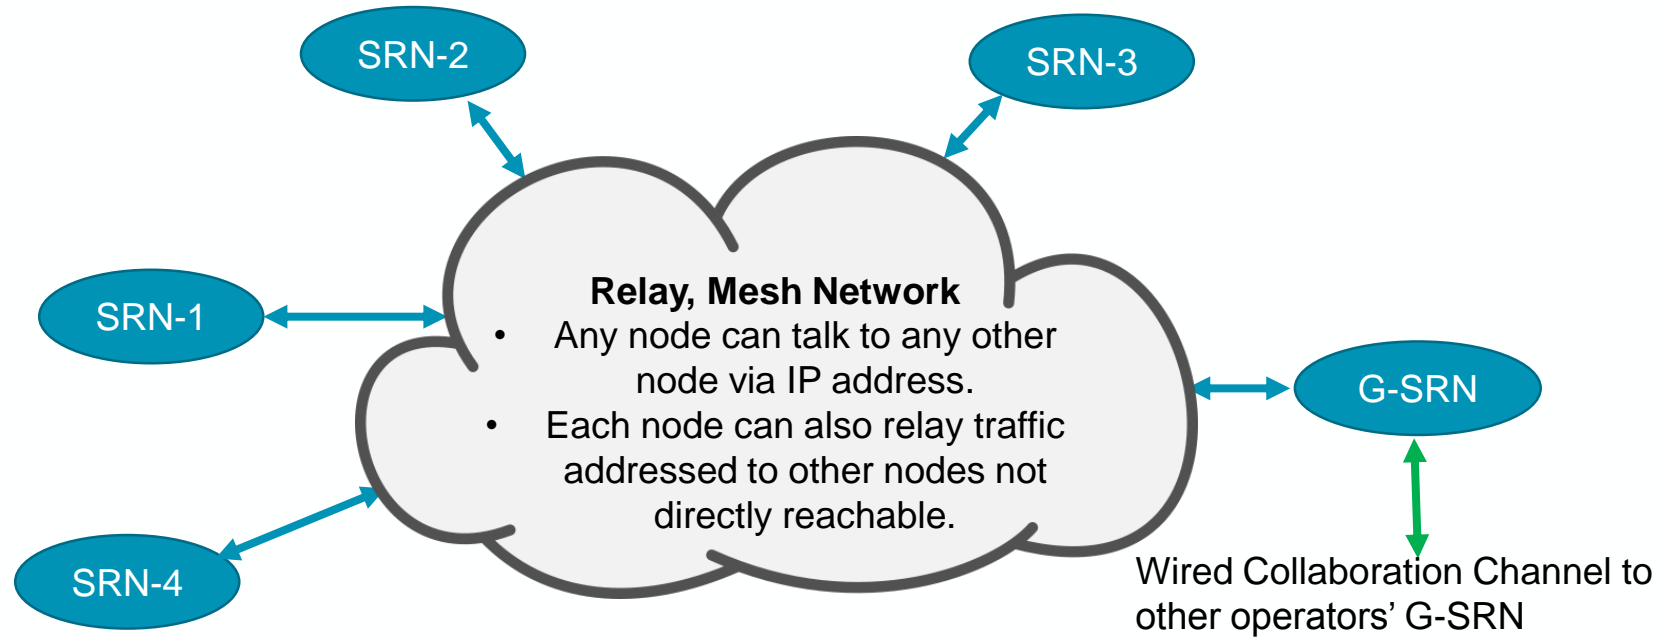 SRN-2
SRN-3
SRN-1
Relay, Mesh Network
• Any node can talk to any other
node via IP address.
• Each node can also relay traffic
addressed to other nodes not
directly reachable.
G-SRN
SRN-4
Wired Collaboration Channel to
other operators’ G-SRN